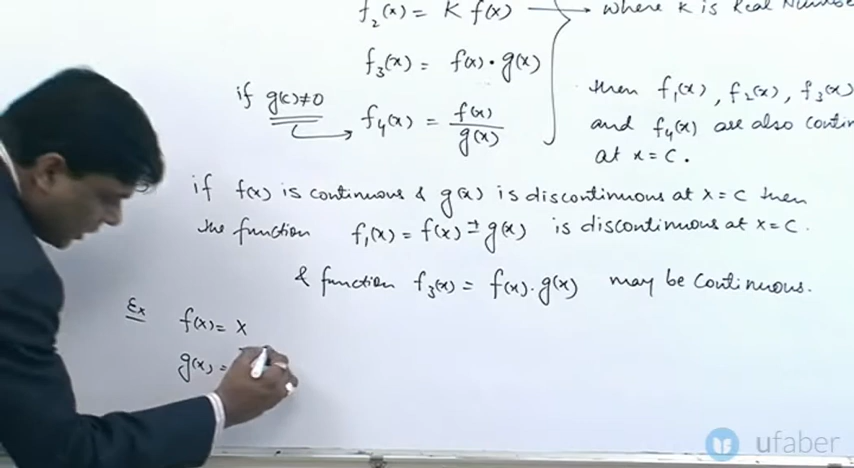 f₂(x) = K f(x) → where K is Real Number
f₃(x) = f(x) · g(x)
if g(c) ≠ 0 → f₄(x) = f(x) / g(x)
then f₁(x), f₂(x), f₃(x)
and f₄(x) are also contin
at x = c.
if f(x) is continuous & g(x) is discontinuous at x = c then
the function f₁(x) = f(x) ± g(x) is discontinuous at x = c.
& function f₃(x) = f(x) · g(x) may be continuous.
Ex f(x) = x
g(x) =
ufaber